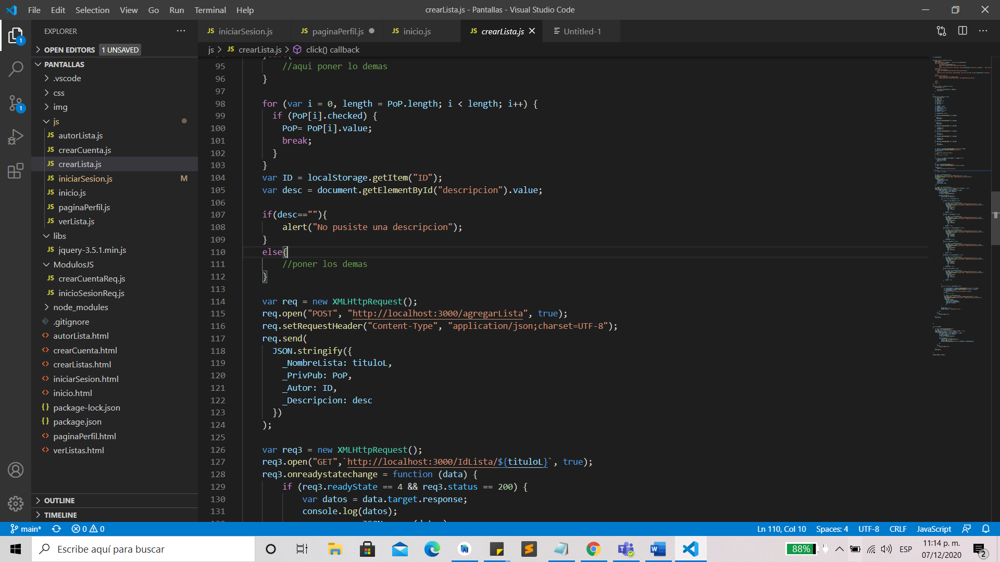 File Edit Selection View Go Run Terminal Help
crearLista.js - Pantallas - Visual Studio Code
EXPLORER
OPEN EDITORS 1 UNSAVED
PANTALLAS
.vscode
css
img
js
JS autorLista.js
JS crearCuenta.js
JS crearLista.js
JS iniciarSesion.js M
JS inicio.js
JS paginaPerfil.js
JS verLista.js
libs
JS jquery-3.5.1.min.js
ModulosJS
JS crearCuentaReq.js
JS inicioSesionReq.js
node_modules
.gitignore
<> autorLista.html
<> crearCuenta.html
<> crearListas.html
<> iniciarSesion.html
<> inicio.html
{} package-lock.json
{} package.json
<> paginaPerfil.html
<> verListas.html
OUTLINE
TIMELINE
1
1
JS iniciarSesion.js JS paginaPerfil.js JS inicio.js JS crearLista.js Untitled-1
js > JS crearLista.js > click() callback
95 //aqui poner lo demas
96 }
97
98 for (var i = 0, length = PoP.length; i < length; i++) {
99 if (PoP[i].checked) {
100 PoP= PoP[i].value;
101 break;
102 }
103 }
104 var ID = localStorage.getItem("ID");
105 var desc = document.getElementById("descripcion").value;
106
107 if(desc==""){
108 alert("No pusiste una descripcion");
109 }
110 else{
111 //poner los demas
112 }
113
114 var req = new XMLHttpRequest();
115 req.open("POST", "http://localhost:3000/agregarLista", true);
116 req.setRequestHeader("Content-Type", "application/json;charset=UTF-8");
117 req.send(
118 JSON.stringify({
119 _NombreLista: tituloL,
120 _PrivPub: PoP,
121 _Autor: ID,
122 _Descripcion: desc
123 })
124 );
125
126 var req3 = new XMLHttpRequest();
127 req3.open("GET",`http://localhost:3000/IdLista/${tituloL}`, true);
128 req3.onreadystatechange = function (data) {
129 if (req3.readyState == 4 && req3.status == 200) {
130 var datos = data.target.response;
131 console.log(datos);
main* 0 0
Ln 110, Col 10 Spaces: 4 UTF-8 CRLF JavaScript
Escribe aquí para buscar
88%
ESP
11:14 p. m.
07/12/2020
2